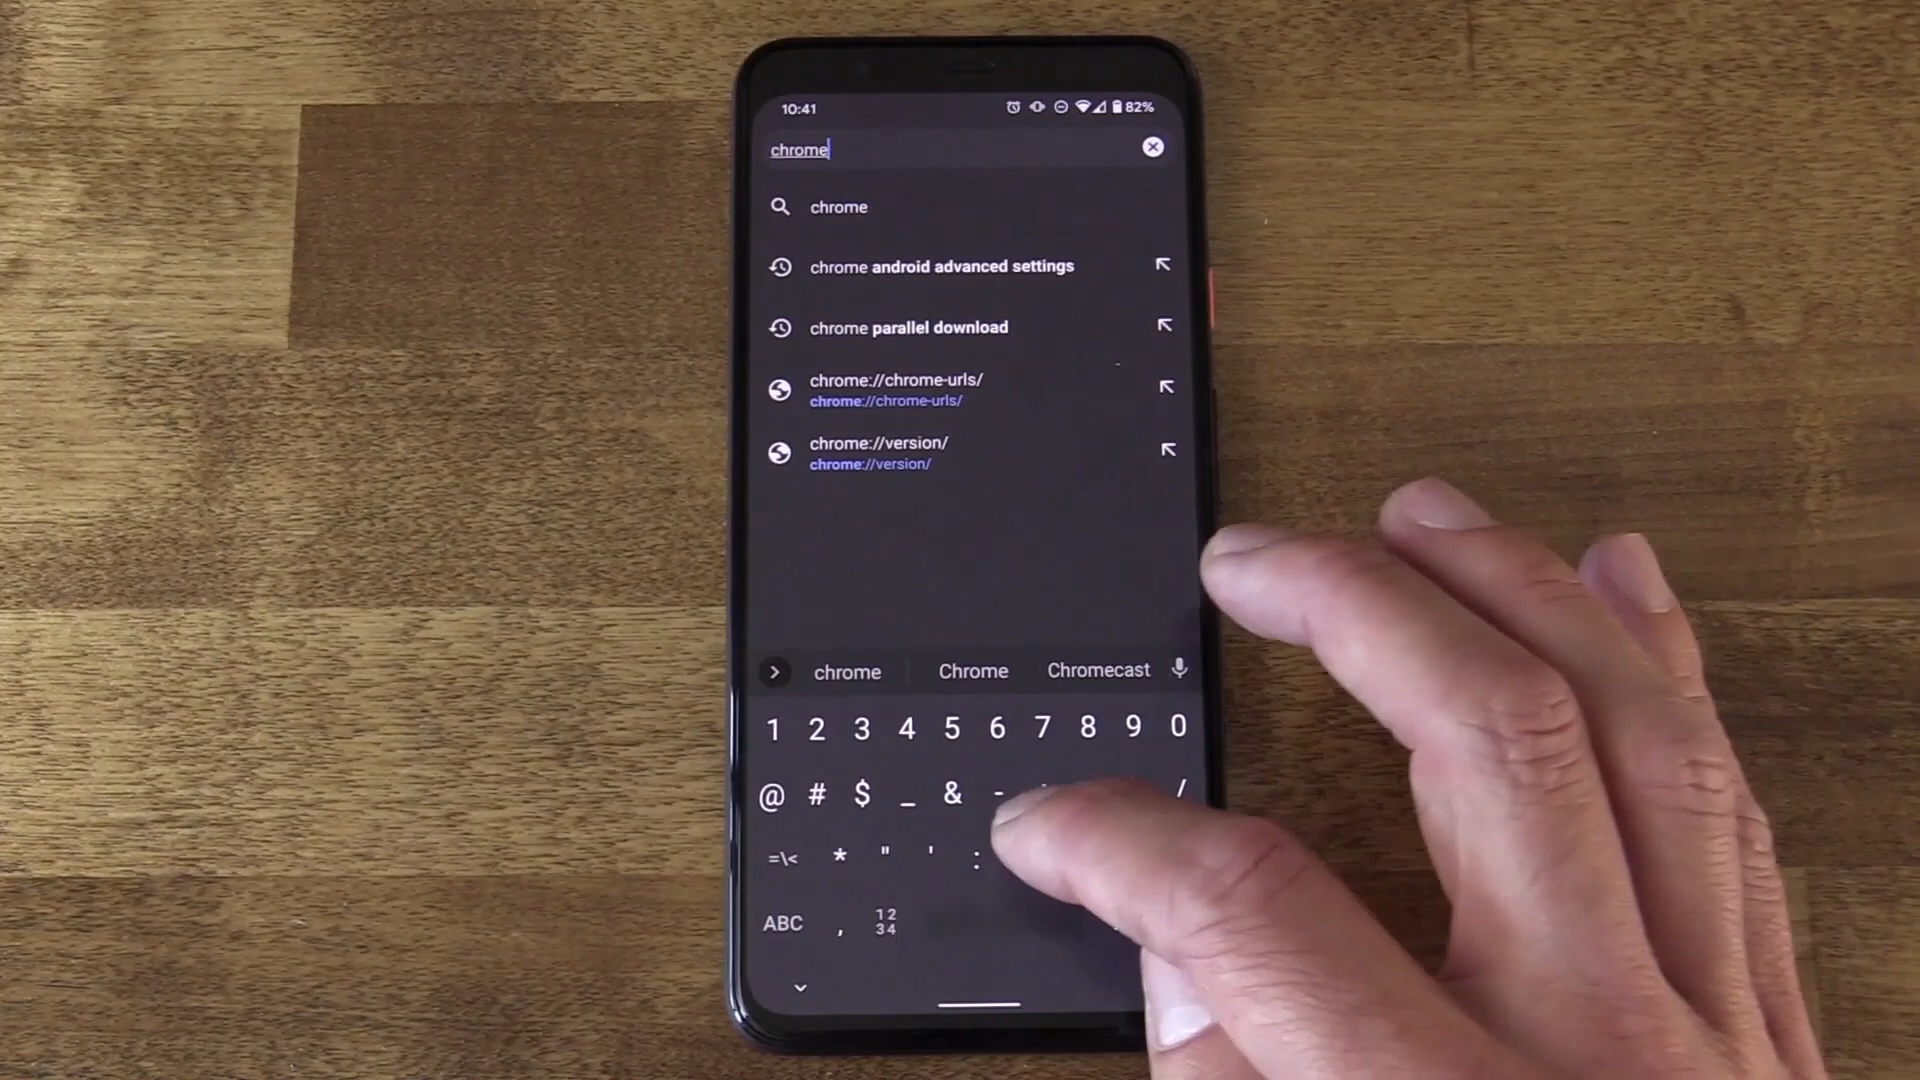 10:41 82%
chrome
chrome
chrome android advanced settings
chrome parallel download
chrome://chrome-urls/
chrome://chrome-urls/
chrome://version/
chrome://version/
chrome Chrome Chromecast
1 2 3 4 5 6 7 8 9 0
@ # $ _ & - /
=\< * " ' :
ABC , 12
34